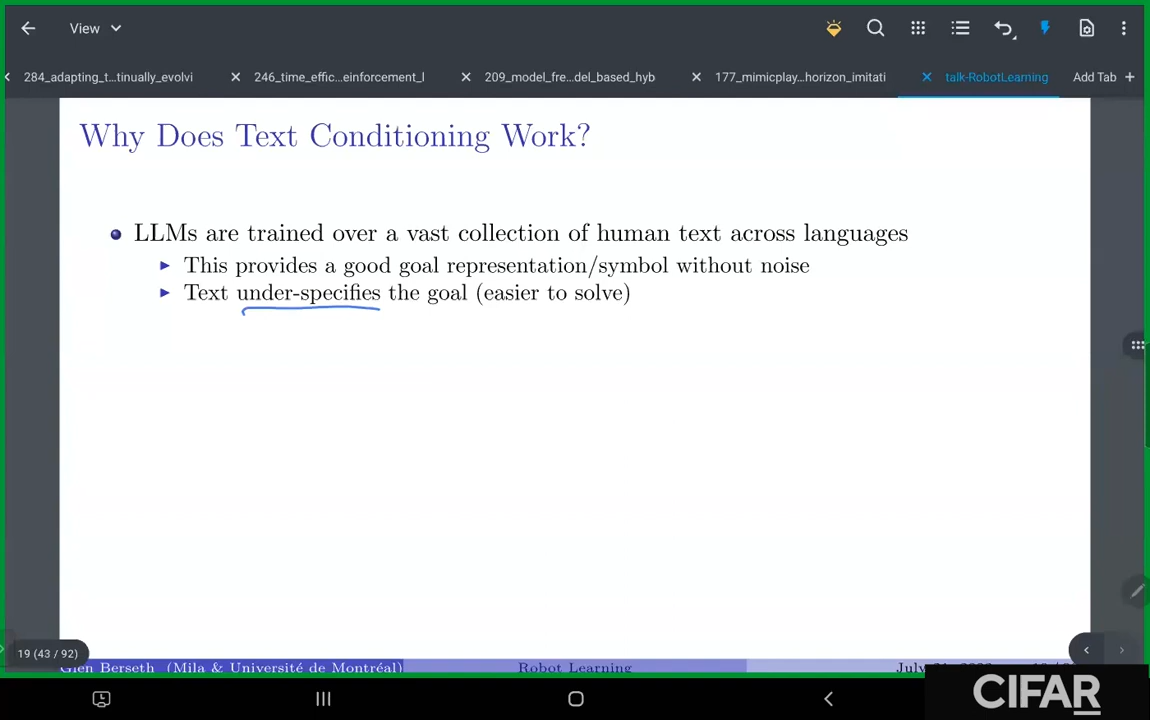 View
284_adapting_t...tinually_evolvi
246_time_effic...einforcement_l
209_model_fre...del_based_hyb
177_mimicplay...horizon_imitati
talk-RobotLearning
Add Tab +
Why Does Text Conditioning Work?
LLMs are trained over a vast collection of human text across languages
This provides a good goal representation/symbol without noise
Text under-specifies the goal (easier to solve)
19 (43 / 92)
Glen Berseth (Mila & Université de Montréal)
Robot Learning
CIFAR